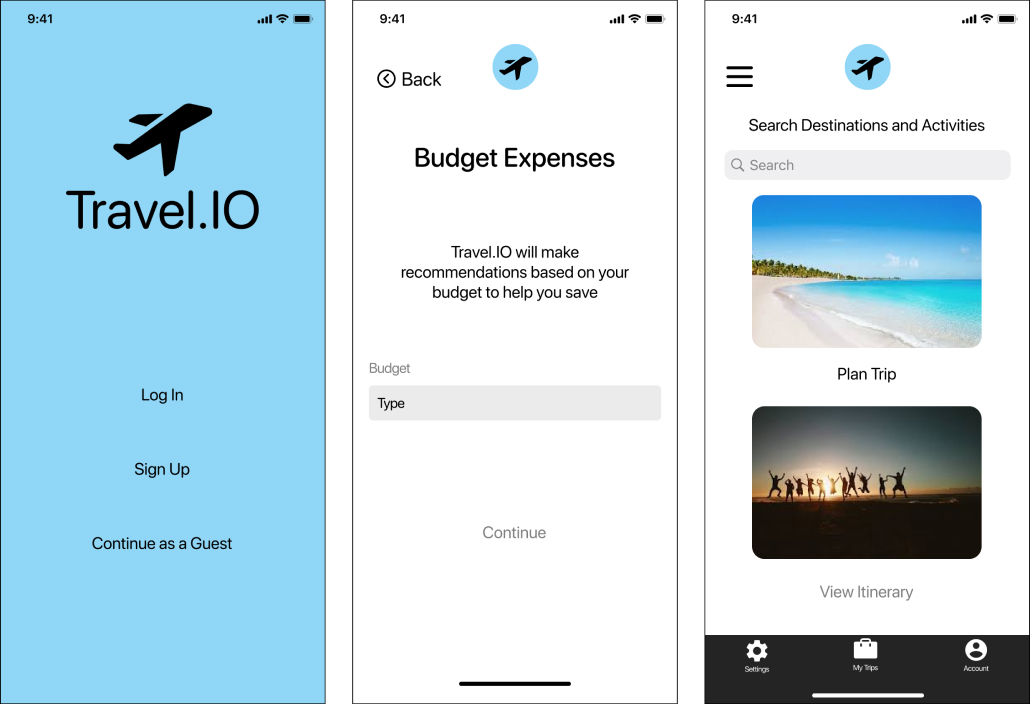 9:41
Travel.IO
Log In
Sign Up
Continue as a Guest
9:41
Back
Budget Expenses
Travel.IO will make
recommendations based on your
budget to help you save
Budget
Type
Continue
9:41
Search Destinations and Activities
Search
Plan Trip
View Itinerary
Settings
My Trips
Account